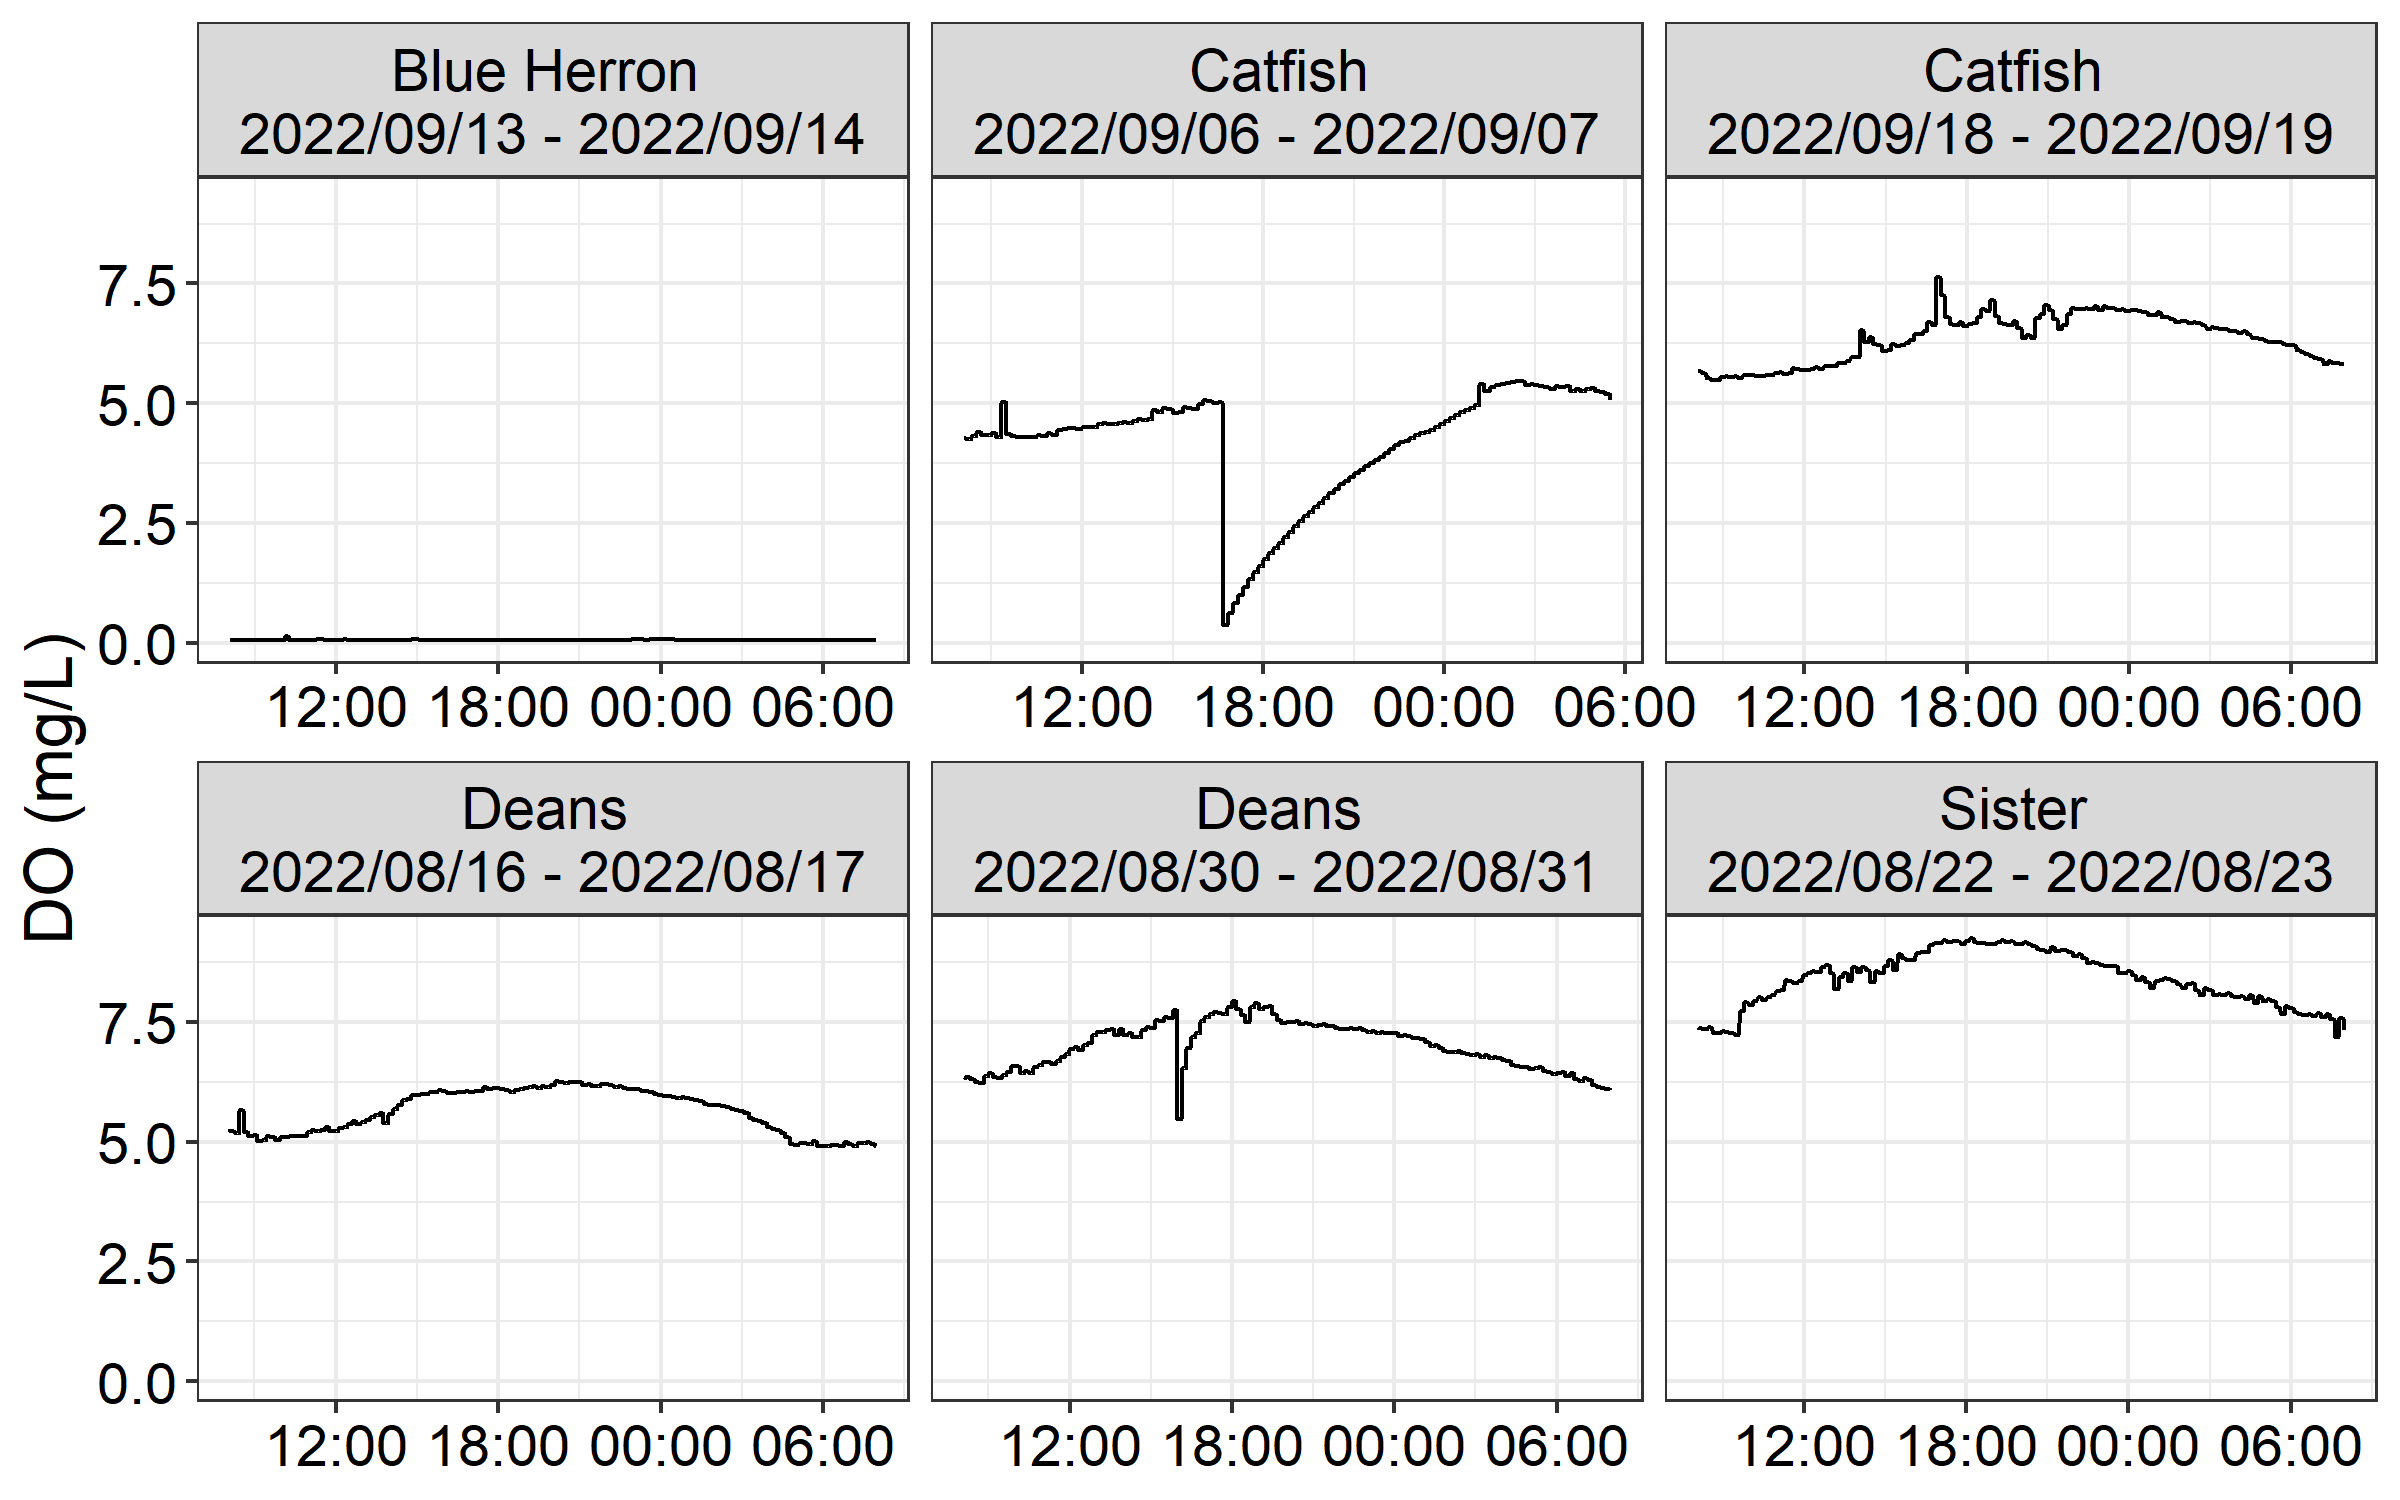 Blue Herron
2022/09/13 - 2022/09/14
Catfish
2022/09/06 - 2022/09/07
Catfish
2022/09/18 - 2022/09/19
7.5
5.0
2.5
0.0
12:00 18:00 00:00 06:00
12:00 18:00 00:00 06:00
12:00 18:00 00:00 06:00
DO (mg/L)
Deans
2022/08/16 - 2022/08/17
Deans
2022/08/30 - 2022/08/31
Sister
2022/08/22 - 2022/08/23
7.5
5.0
2.5
0.0
12:00 18:00 00:00 06:00
12:00 18:00 00:00 06:00
12:00 18:00 00:00 06:00